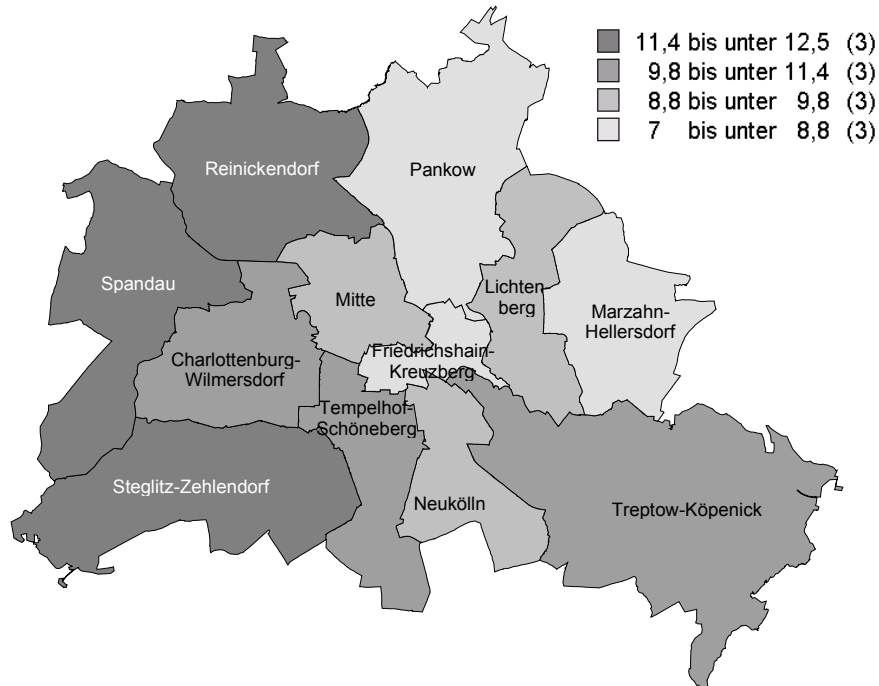 11,4 bis unter 12,5 (3)
9,8 bis unter 11,4 (3)
8,8 bis unter 9,8 (3)
7 bis unter 8,8 (3)
Reinickendorf
Pankow
Spandau
Mitte
Lichten
berg
Marzahn-
Hellersdorf
Charlottenburg-
Wilmersdorf
Friedrichshain-
Kreuzberg
Tempelhof-
Schöneberg
Steglitz-Zehlendorf
Neukölln
Treptow-Köpenick